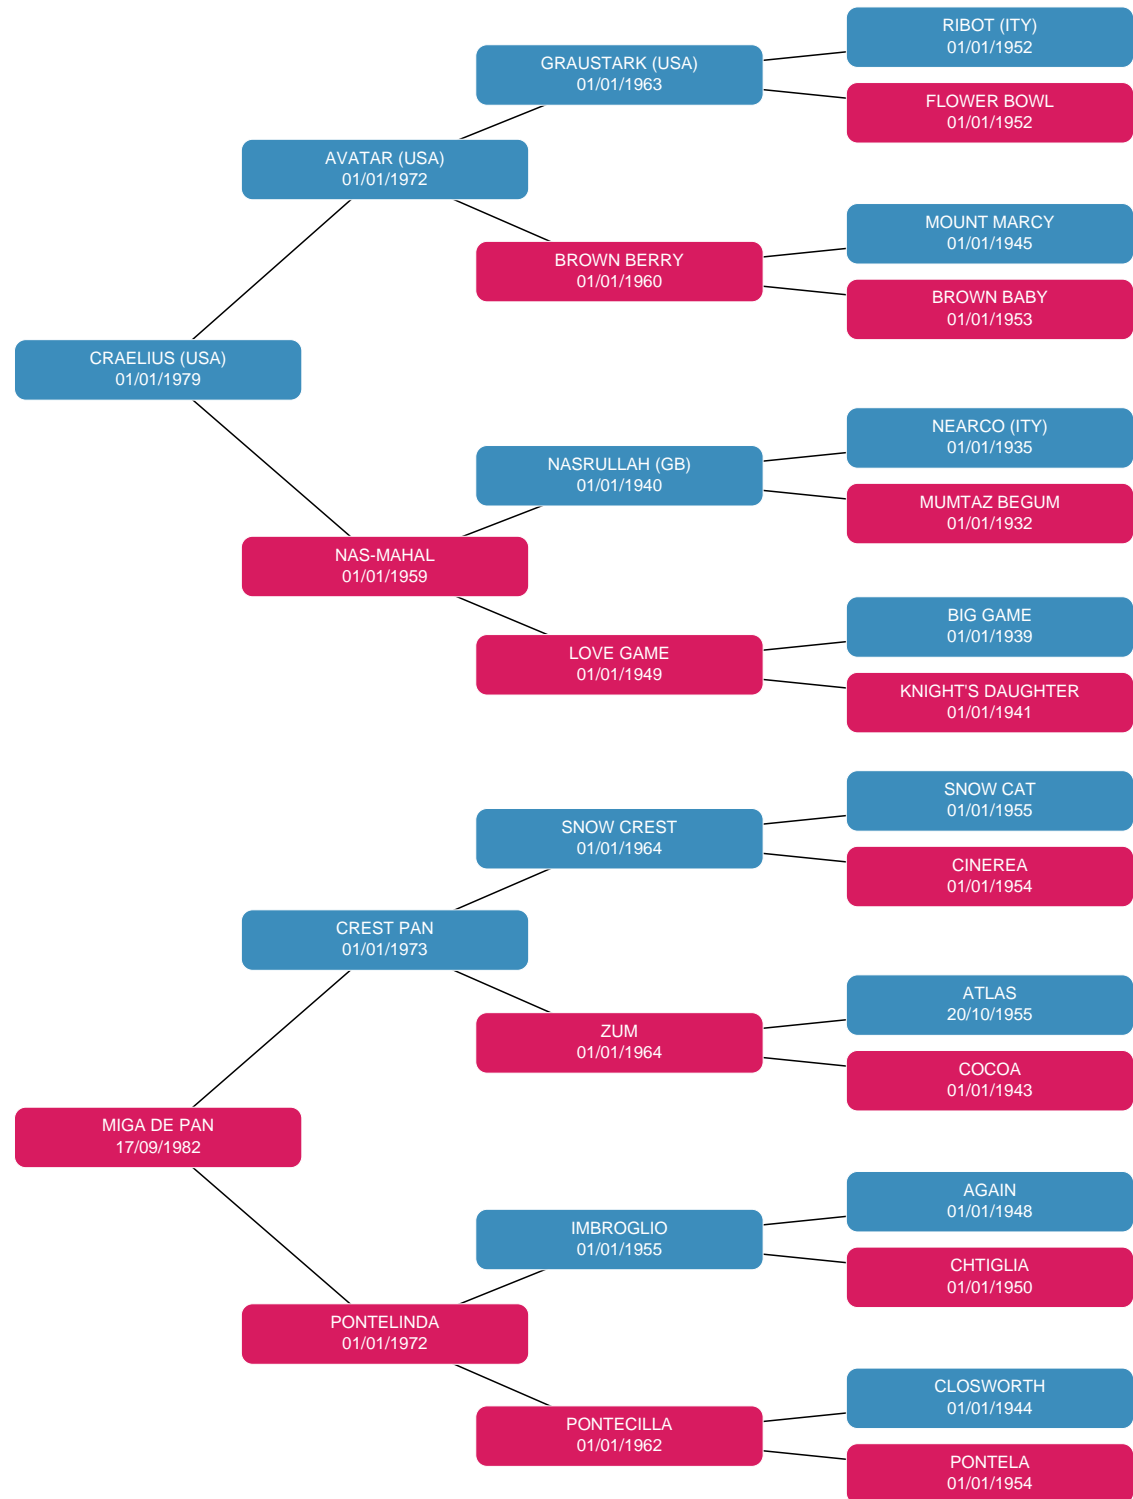 RIBOT (ITY)
01/01/1952
GRAUSTARK (USA)
01/01/1963
FLOWER BOWL
01/01/1952
AVATAR (USA)
01/01/1972
MOUNT MARCY
01/01/1945
BROWN BERRY
01/01/1960
BROWN BABY
01/01/1953
CRAELIUS (USA)
01/01/1979
NEARCO (ITY)
01/01/1935
NASRULLAH (GB)
01/01/1940
MUMTAZ BEGUM
01/01/1932
NAS-MAHAL
01/01/1959
BIG GAME
01/01/1939
LOVE GAME
01/01/1949
KNIGHT'S DAUGHTER
01/01/1941
SNOW CAT
01/01/1955
SNOW CREST
01/01/1964
CINEREA
01/01/1954
CREST PAN
01/01/1973
ATLAS
20/10/1955
ZUM
01/01/1964
COCOA
01/01/1943
MIGA DE PAN
17/09/1982
AGAIN
01/01/1948
IMBROGLIO
01/01/1955
CHTIGLIA
01/01/1950
PONTELINDA
01/01/1972
CLOSWORTH
01/01/1944
PONTECILLA
01/01/1962
PONTELA
01/01/1954